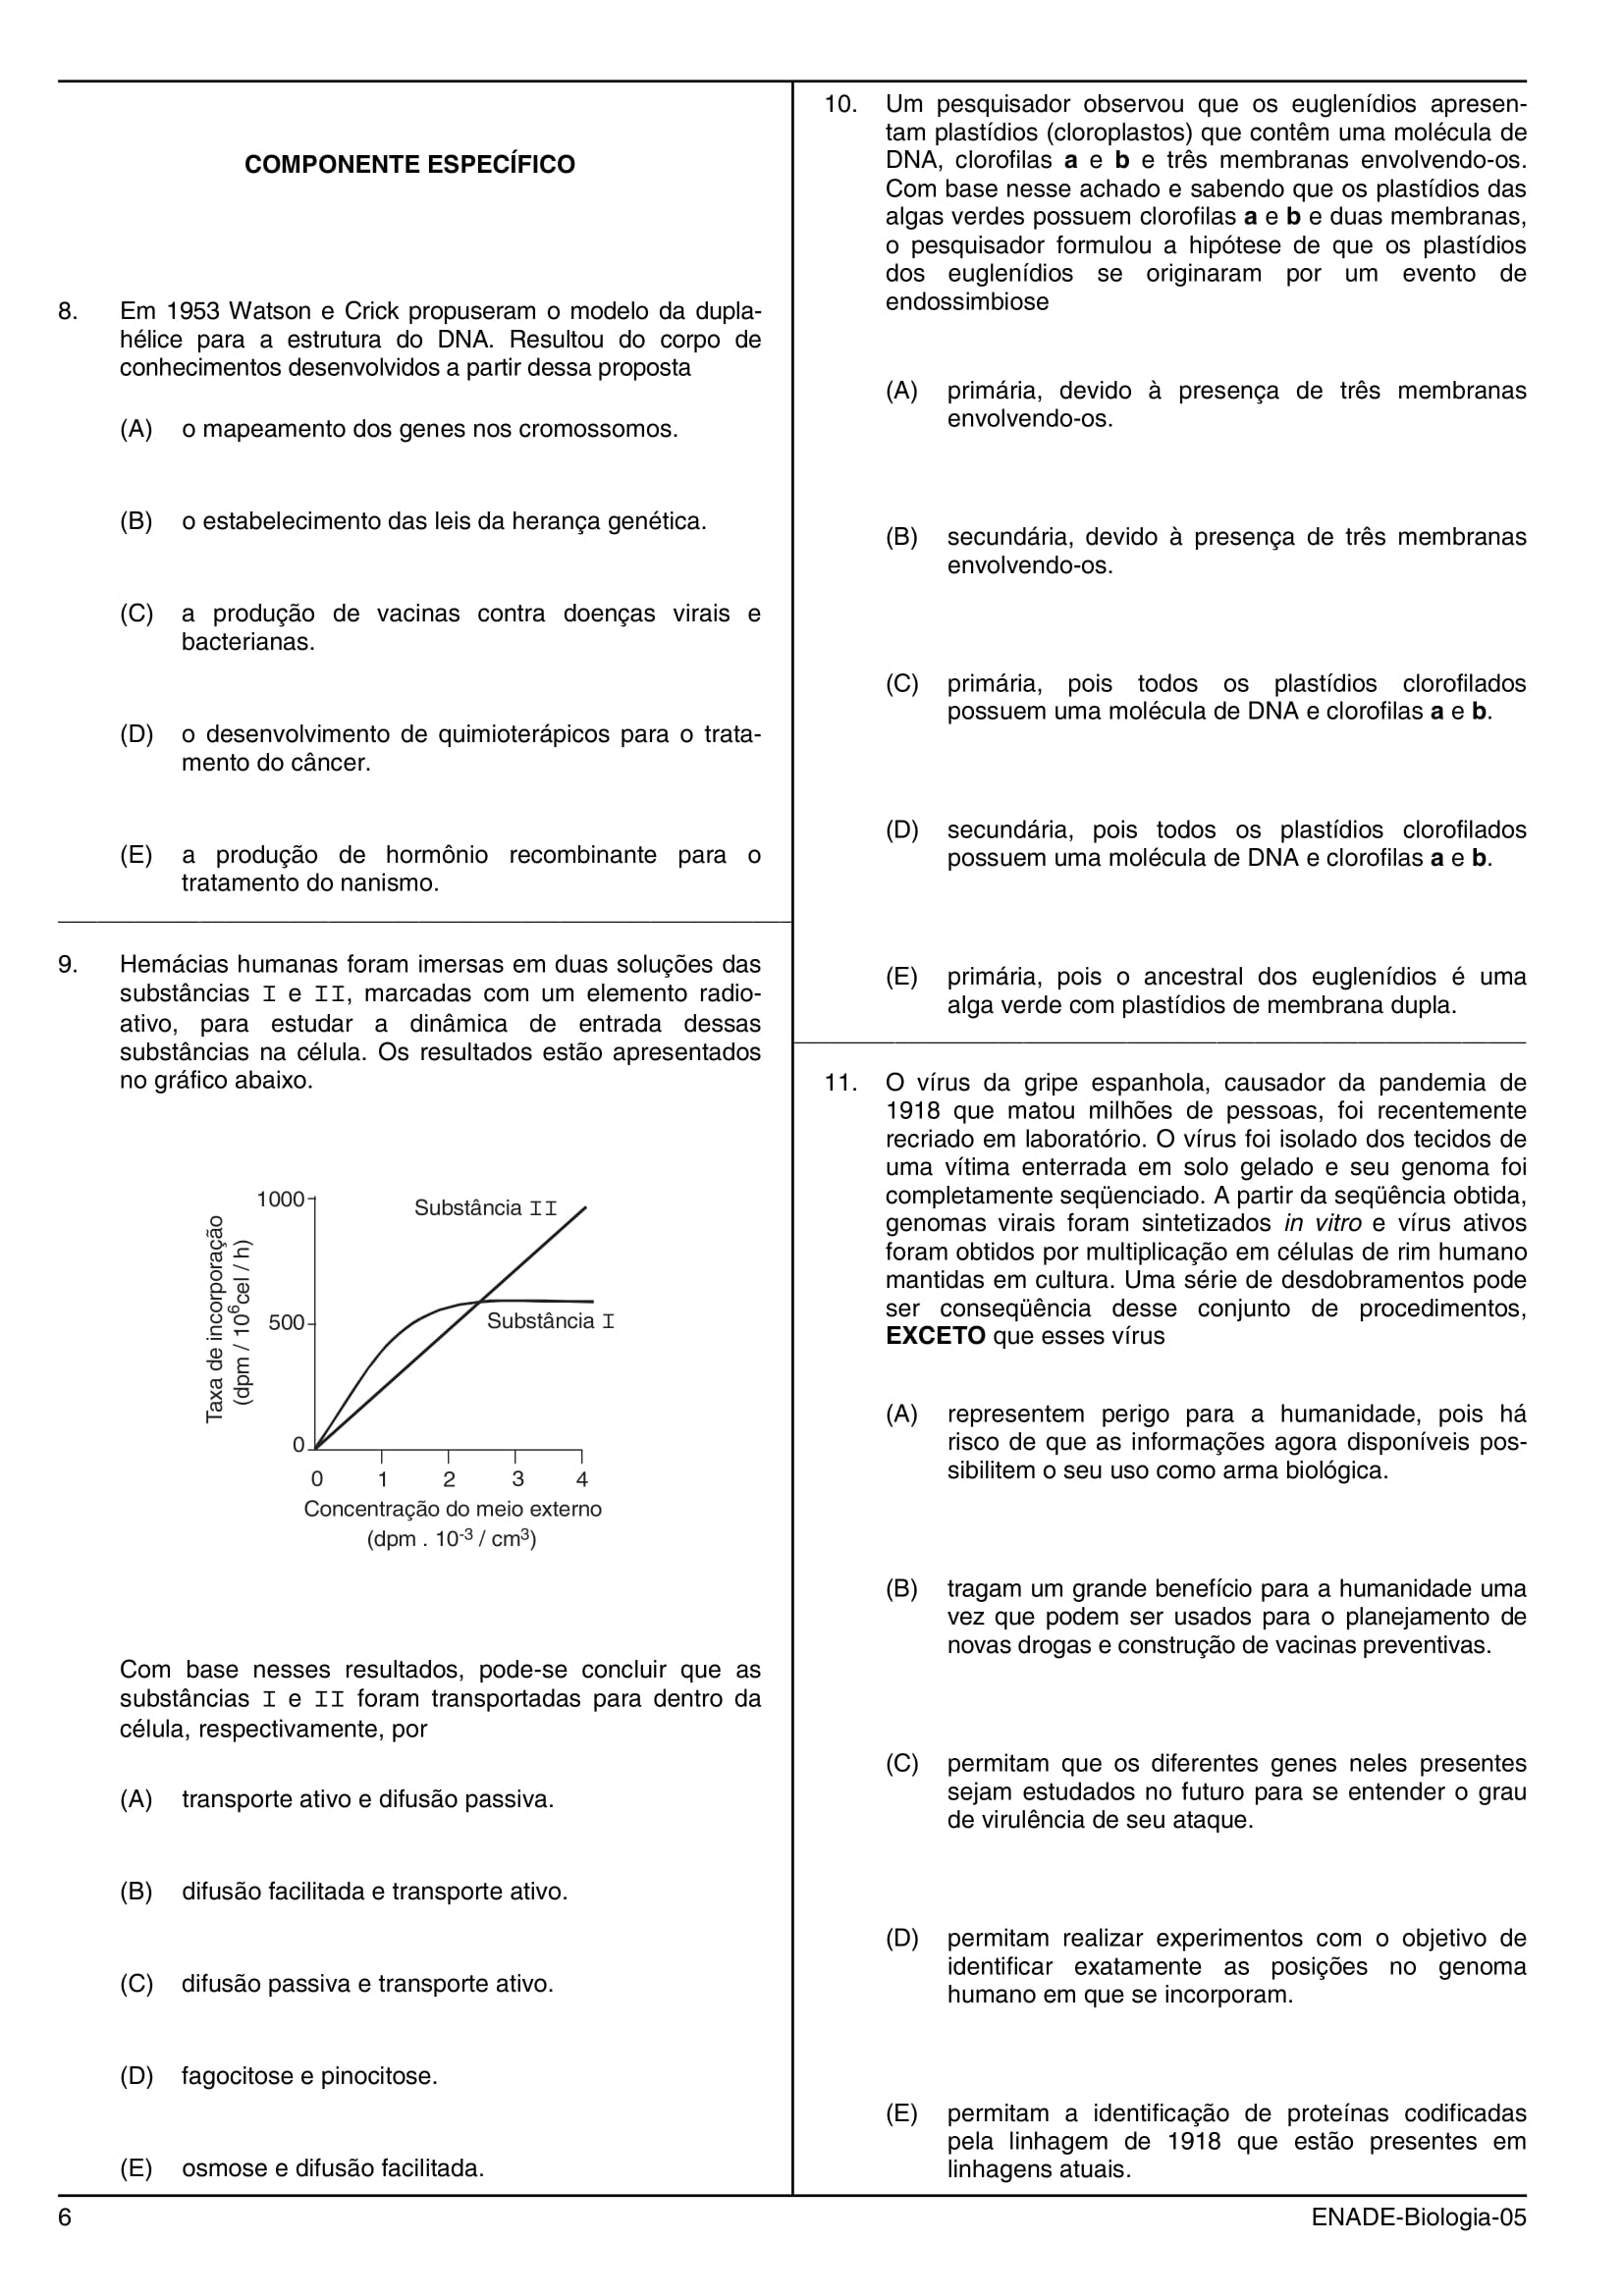 COMPONENTE ESPECÍFICO
8. Em 1953 Watson e Crick propuseram o modelo da dupla-
hélice para a estrutura do DNA. Resultou do corpo de
conhecimentos desenvolvidos a partir dessa proposta
(A) o mapeamento dos genes nos cromossomos.
(B) o estabelecimento das leis da herança genética.
(C) a produção de vacinas contra doenças virais e
bacterianas.
(D) o desenvolvimento de quimioterápicos para o trata-
mento do câncer.
(E) a produção de hormônio recombinante para o
tratamento do nanismo.
9. Hemácias humanas foram imersas em duas soluções das
substâncias I e II, marcadas com um elemento radio-
ativo, para estudar a dinâmica de entrada dessas
substâncias na célula. Os resultados estão apresentados
no gráfico abaixo.
Taxa de incorporação
(dpm / 10⁶cel / h)
1000
500
0
Substância II
Substância I
0 1 2 3 4
Concentração do meio externo
(dpm . 10⁻³ / cm³)
Com base nesses resultados, pode-se concluir que as
substâncias I e II foram transportadas para dentro da
célula, respectivamente, por
(A) transporte ativo e difusão passiva.
(B) difusão facilitada e transporte ativo.
(C) difusão passiva e transporte ativo.
(D) fagocitose e pinocitose.
(E) osmose e difusão facilitada.
10. Um pesquisador observou que os euglenídios apresen-
tam plastídios (cloroplastos) que contêm uma molécula de
DNA, clorofilas a e b e três membranas envolvendo-os.
Com base nesse achado e sabendo que os plastídios das
algas verdes possuem clorofilas a e b e duas membranas,
o pesquisador formulou a hipótese de que os plastídios
dos euglenídios se originaram por um evento de
endossimbiose
(A) primária, devido à presença de três membranas
envolvendo-os.
(B) secundária, devido à presença de três membranas
envolvendo-os.
(C) primária, pois todos os plastídios clorofilados
possuem uma molécula de DNA e clorofilas a e b.
(D) secundária, pois todos os plastídios clorofilados
possuem uma molécula de DNA e clorofilas a e b.
(E) primária, pois o ancestral dos euglenídios é uma
alga verde com plastídios de membrana dupla.
11. O vírus da gripe espanhola, causador da pandemia de
1918 que matou milhões de pessoas, foi recentemente
recriado em laboratório. O vírus foi isolado dos tecidos de
uma vítima enterrada em solo gelado e seu genoma foi
completamente seqüenciado. A partir da seqüência obtida,
genomas virais foram sintetizados in vitro e vírus ativos
foram obtidos por multiplicação em células de rim humano
mantidas em cultura. Uma série de desdobramentos pode
ser conseqüência desse conjunto de procedimentos,
EXCETO que esses vírus
(A) representem perigo para a humanidade, pois há
risco de que as informações agora disponíveis pos-
sibilitem o seu uso como arma biológica.
(B) tragam um grande benefício para a humanidade uma
vez que podem ser usados para o planejamento de
novas drogas e construção de vacinas preventivas.
(C) permitam que os diferentes genes neles presentes
sejam estudados no futuro para se entender o grau
de virulência de seu ataque.
(D) permitam realizar experimentos com o objetivo de
identificar exatamente as posições no genoma
humano em que se incorporam.
(E) permitam a identificação de proteínas codificadas
pela linhagem de 1918 que estão presentes em
linhagens atuais.
6
ENADE-Biologia-05